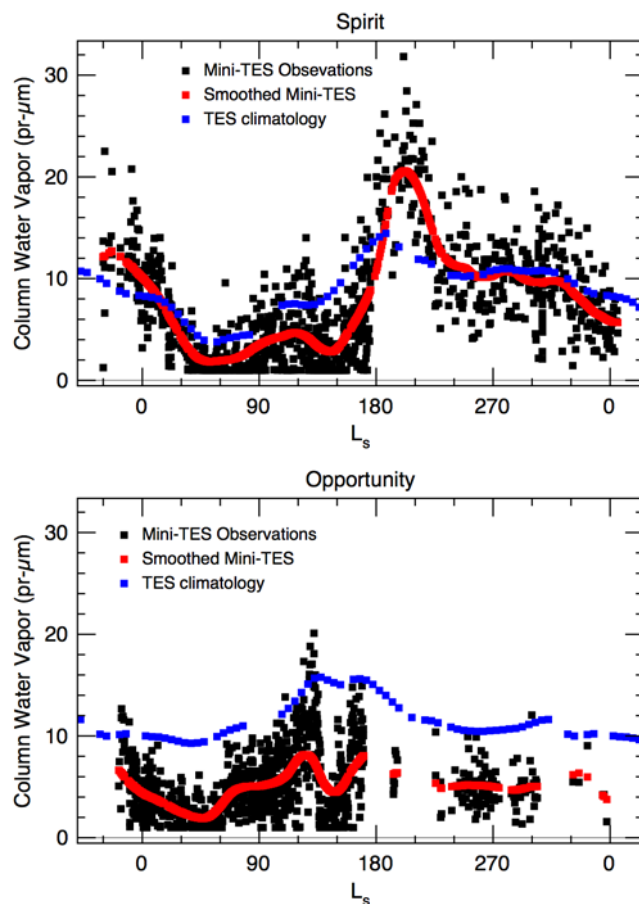 Spirit
Column Water Vapor (pr-μm)
30
20
10
0
Mini-TES Obsevations
Smoothed Mini-TES
TES climatology
0 90 180 270 0
Ls
Opportunity
Column Water Vapor (pr-μm)
30
20
10
0
Mini-TES Observations
Smoothed Mini-TES
TES climatology
0 90 180 270 0
Ls